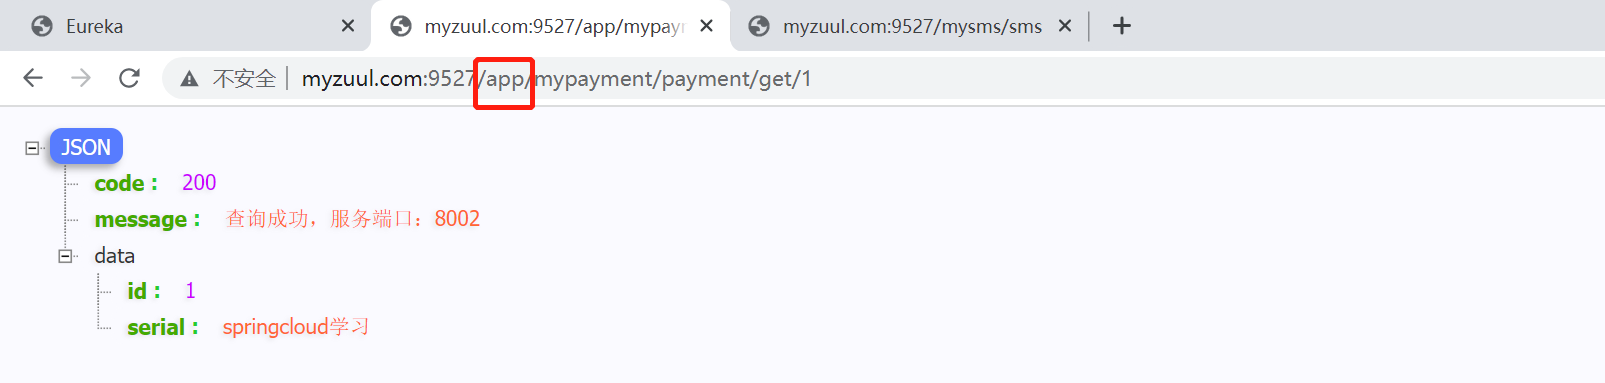 Eureka
myzuul.com:9527/app/mypaym
myzuul.com:9527/mysms/sms
不安全 myzuul.com:9527/app/mypayment/payment/get/1
JSON
code : 200
message : 查询成功，服务端口：8002
data
id : 1
serial : springcloud学习